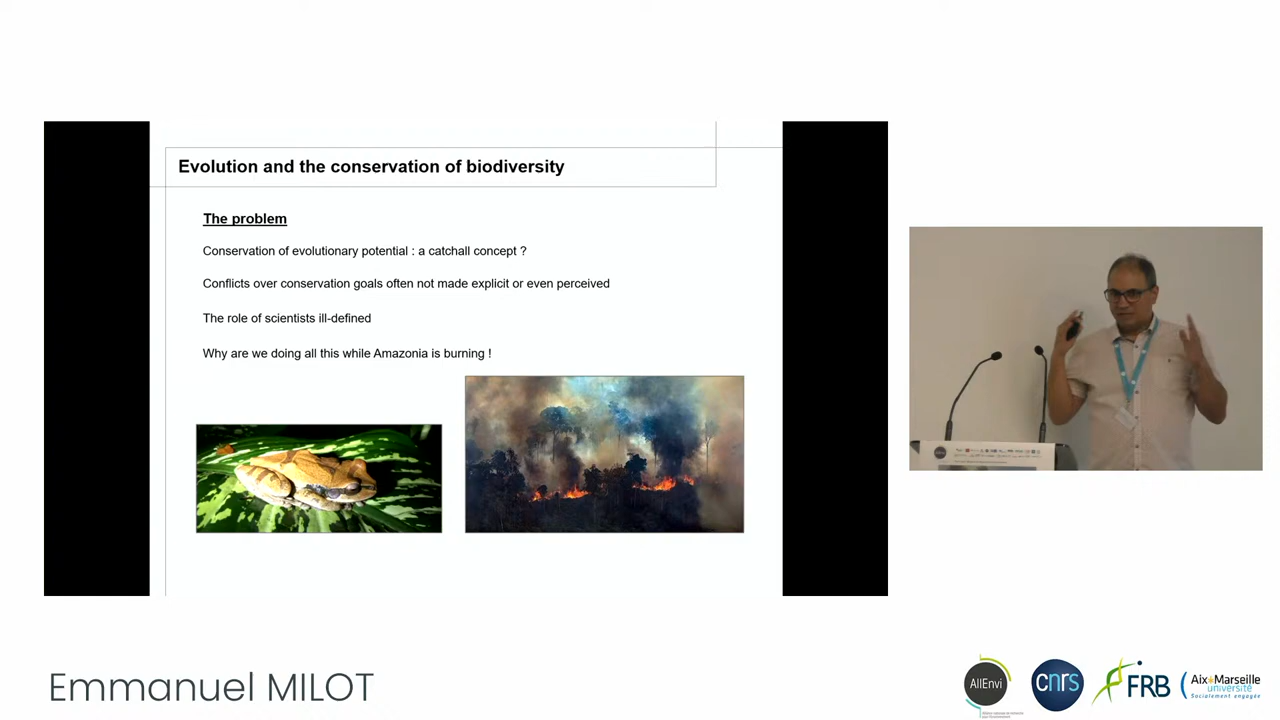 Evolution and the conservation of biodiversity
The problem
Conservation of evolutionary potential : a catchall concept ?
Conflicts over conservation goals often not made explicit or even perceived
The role of scientists ill-defined
Why are we doing all this while Amazonia is burning !
Emmanuel MILOT
AllEnvi
cnrs
FRB
Aix*Marseille
université
Socialement engagée